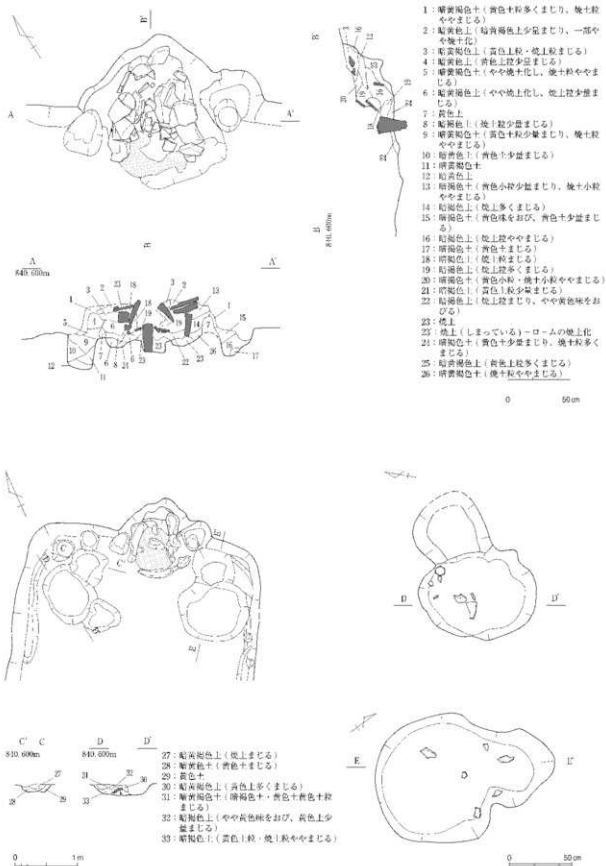 B'
A
A'
1：暗黄褐色土（黄色土粒多くまじり、焼土粒
ややまじる）
2：暗黄色土（暗黄褐色土少量まじり、一部や
や焼土化）
3：暗褐色土（黄色土粒・焼土粒まじる）
4：暗黄色土（黄色土粒少量まじる）
5：暗黄褐色土（やや焼土化し、焼土粒ややま
じる）
6：暗黄褐色土（やや焼土化し、焼土粒少量ま
じる）
7：黄色土
8：暗褐色土（焼土粒少量まじる）
9：暗黄褐色土（黄色土粒少量まじり、焼土粒
ややまじる）
10：暗黄色土（黄色土少量まじる）
11：暗黄褐色土
12：暗黄色土
13：暗褐色土（黄色小粒少量まじり、焼土小粒
ややまじる）
14：暗褐色土（焼土多くまじる）
15：暗褐色土（黄色味をおび、黄色土少量まじ
る）
16：暗褐色土（焼土粒ややまじる）
17：暗褐色土（黄色土まじる）
18：暗褐色土（焼土粒まじる）
19：暗褐色土（焼土粒多くまじる）
20：暗褐色土（黄色小粒・焼土小粒ややまじる）
21：暗褐色土（黄色土粒少量まじる）
22：暗褐色土（焼土粒まじり、やや黄色味をお
びる）
23：焼土
23'：焼土（しまっている）-ロームの焼土化
24：暗褐色土（黄色土少量まじり、焼土粒多く
まじる）
25：暗褐色土（黄色土粒多くまじる）
26：暗黄褐色土（焼土粒ややまじる）
0 50cm
B
840.600m
A
840.600m
B
A'
C
C'
D
D'
E
E'
D
D'
C' C
840.600m
D D'
840.600m
27：暗黄褐色土（焼土まじる）
28：暗褐色土（黄色土まじる）
29：黄色土
30：暗黄褐色土（黄色土多くまじる）
31：暗黄褐色土（暗褐色土・黄色土黄色土粒
まじる）
32：暗褐色土（やや黄色味をおび、黄色土少
量まじる）
33：暗褐色土（黄色土粒・焼土粒ややまじる）
0 1m
E
E'
0 50cm